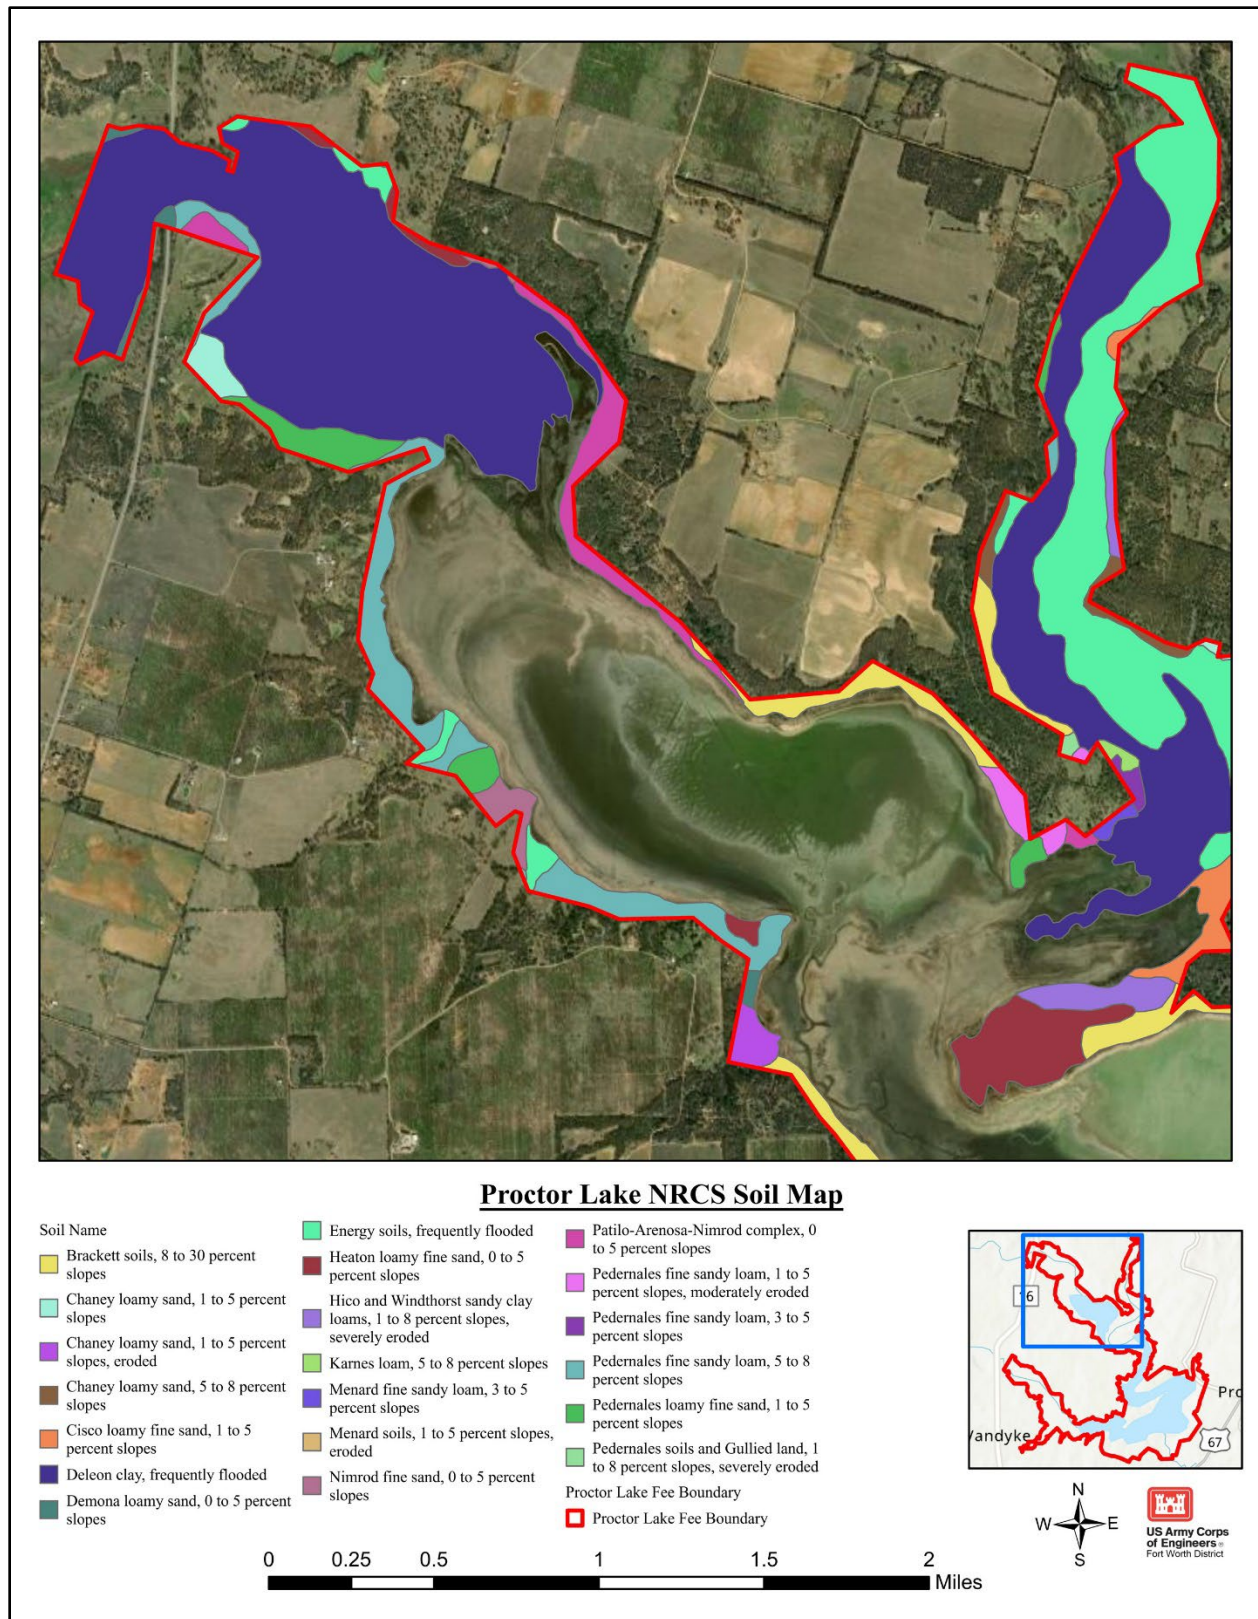 Proctor Lake NRCS Soil Map
Soil Name
Brackett soils, 8 to 30 percent
slopes
Chaney loamy sand, 1 to 5 percent
slopes
Chaney loamy sand, 1 to 5 percent
slopes, eroded
Chaney loamy sand, 5 to 8 percent
slopes
Cisco loamy fine sand, 1 to 5
percent slopes
Deleon clay, frequently flooded
Demona loamy sand, 0 to 5 percent
slopes
Energy soils, frequently flooded
Heaton loamy fine sand, 0 to 5
percent slopes
Hico and Windthorst sandy clay
loams, 1 to 8 percent slopes,
severely eroded
Karnes loam, 5 to 8 percent slopes
Menard fine sandy loam, 3 to 5
percent slopes
Menard soils, 1 to 5 percent slopes,
eroded
Nimrod fine sand, 0 to 5 percent
slopes
Patilo-Arenosa-Nimrod complex, 0
to 5 percent slopes
Pedernales fine sandy loam, 1 to 5
percent slopes, moderately eroded
Pedernales fine sandy loam, 3 to 5
percent slopes
Pedernales fine sandy loam, 5 to 8
percent slopes
Pedernales loamy fine sand, 1 to 5
percent slopes
Pedernales soils and Gullied land, 1
to 8 percent slopes, severely eroded
Proctor Lake Fee Boundary
Proctor Lake Fee Boundary
16
Pro
Vandyke
67
N
W E
S
US Army Corps
of Engineers®
Fort Worth District
0 0.25 0.5 1 1.5 2
Miles